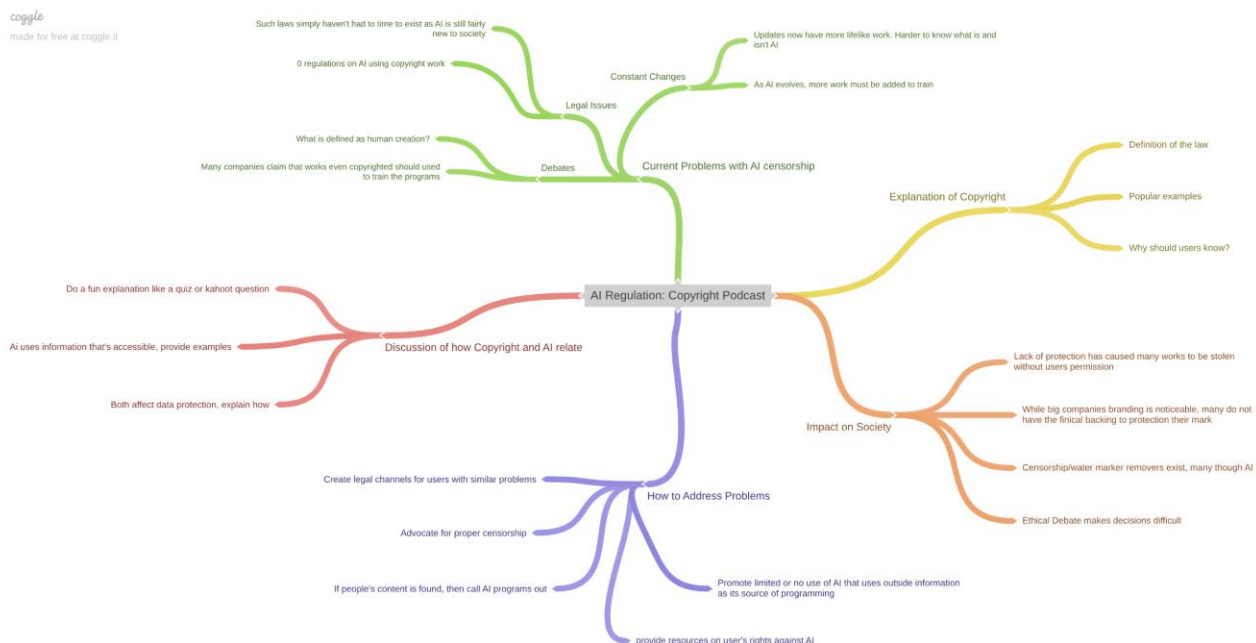 coggle
made for free at coggle.it
AI Regulation: Copyright Podcast
Current Problems with AI censorship
Constant Changes
Updates now have more lifelike work. Harder to know what is and
isn't AI
As AI evolves, more work must be added to train
Legal Issues
Such laws simply haven't had to time to exist as AI is still fairly
new to society
0 regulations on AI using copyright work
Debates
What is defined as human creation?
Many companies claim that works even copyrighted should used
to train the programs
Explanation of Copyright
Definition of the law
Popular examples
Why should users know?
Impact on Society
Lack of protection has caused many works to be stolen
without users permission
While big companies branding is noticeable, many do not
have the finical backing to protection their mark
Censorship/water marker removers exist, many though AI
Ethical Debate makes decisions difficult
Discussion of how Copyright and AI relate
Do a fun explanation like a quiz or kahoot question
Ai uses information that's accessible, provide examples
Both affect data protection, explain how
How to Address Problems
Create legal channels for users with similar problems
Advocate for proper censorship
If people's content is found, then call AI programs out
provide resources on user's rights against AI
Promote limited or no use of AI that uses outside information
as its source of programming